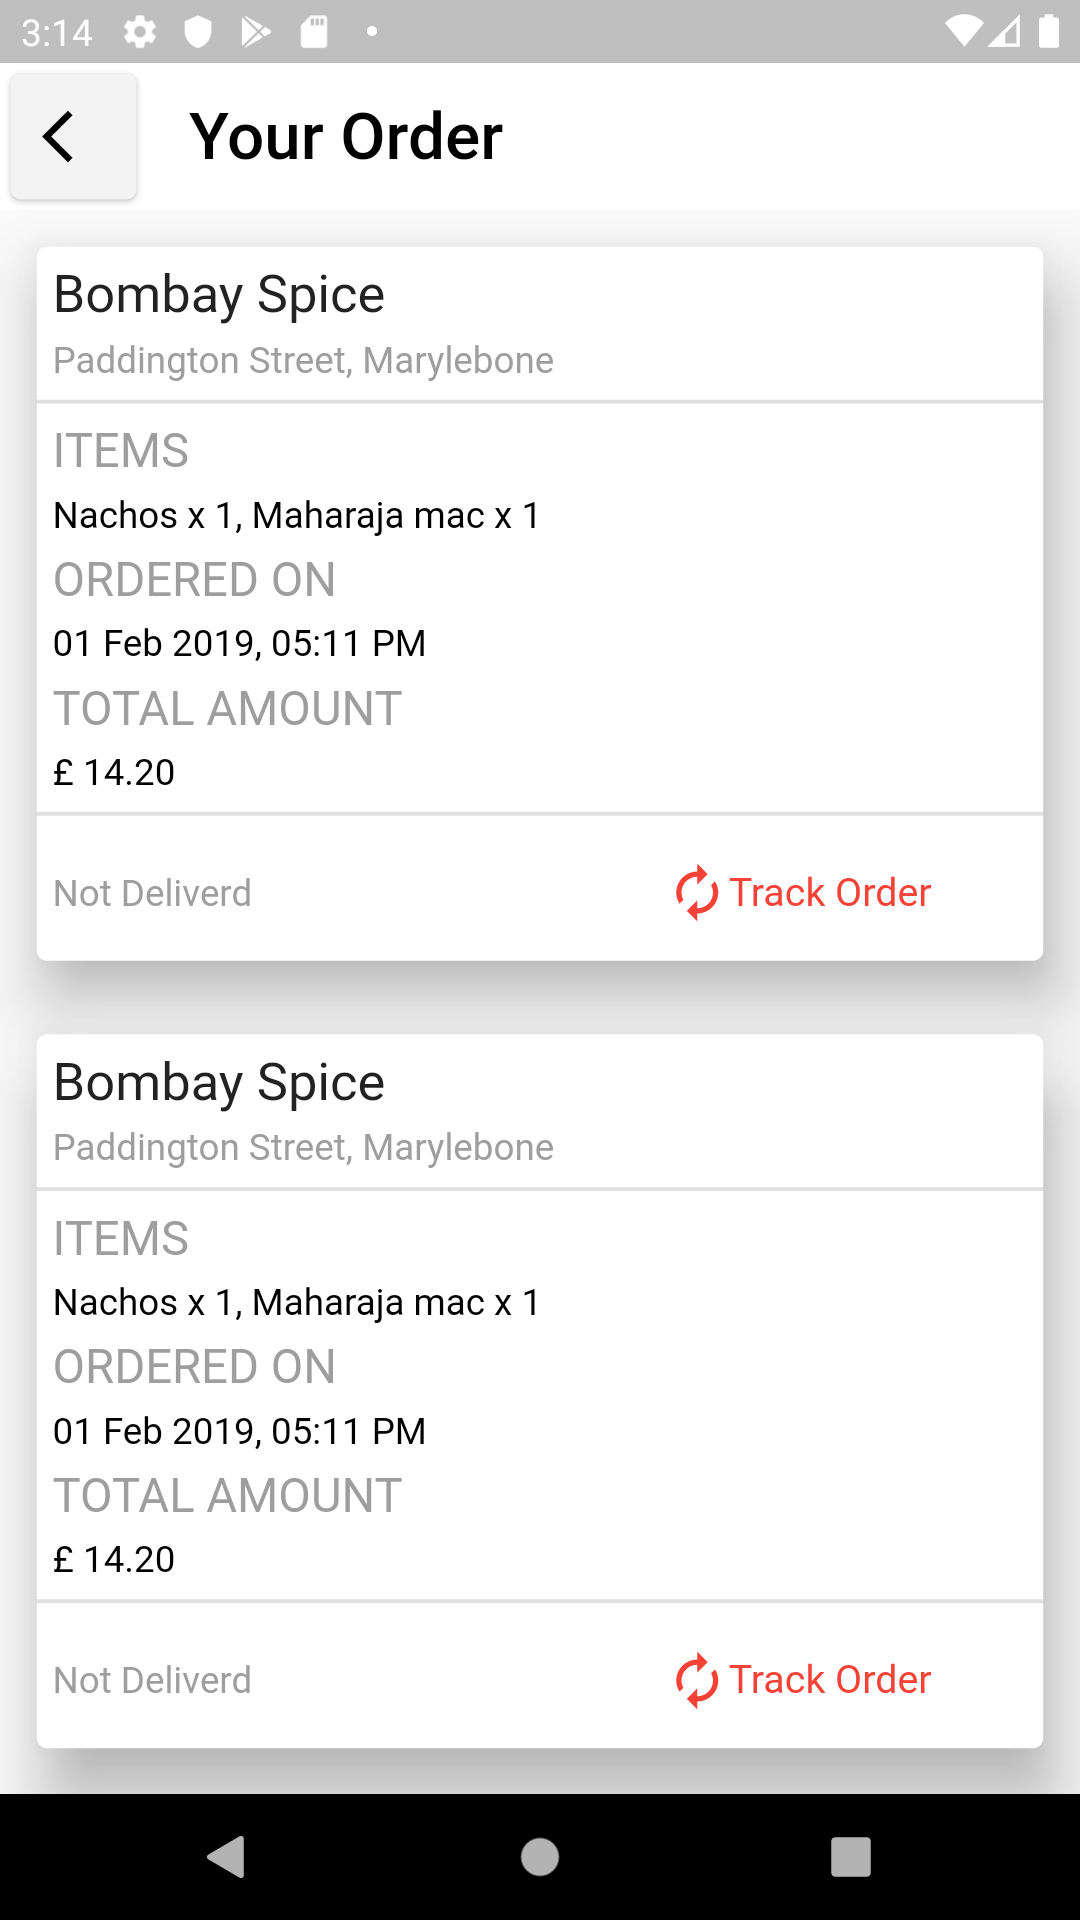 3:14
Your Order
Bombay Spice
Paddington Street, Marylebone
ITEMS
Nachos x 1, Maharaja mac x 1
ORDERED ON
01 Feb 2019, 05:11 PM
TOTAL AMOUNT
£ 14.20
Not Deliverd
Track Order
Bombay Spice
Paddington Street, Marylebone
ITEMS
Nachos x 1, Maharaja mac x 1
ORDERED ON
01 Feb 2019, 05:11 PM
TOTAL AMOUNT
£ 14.20
Not Deliverd
Track Order